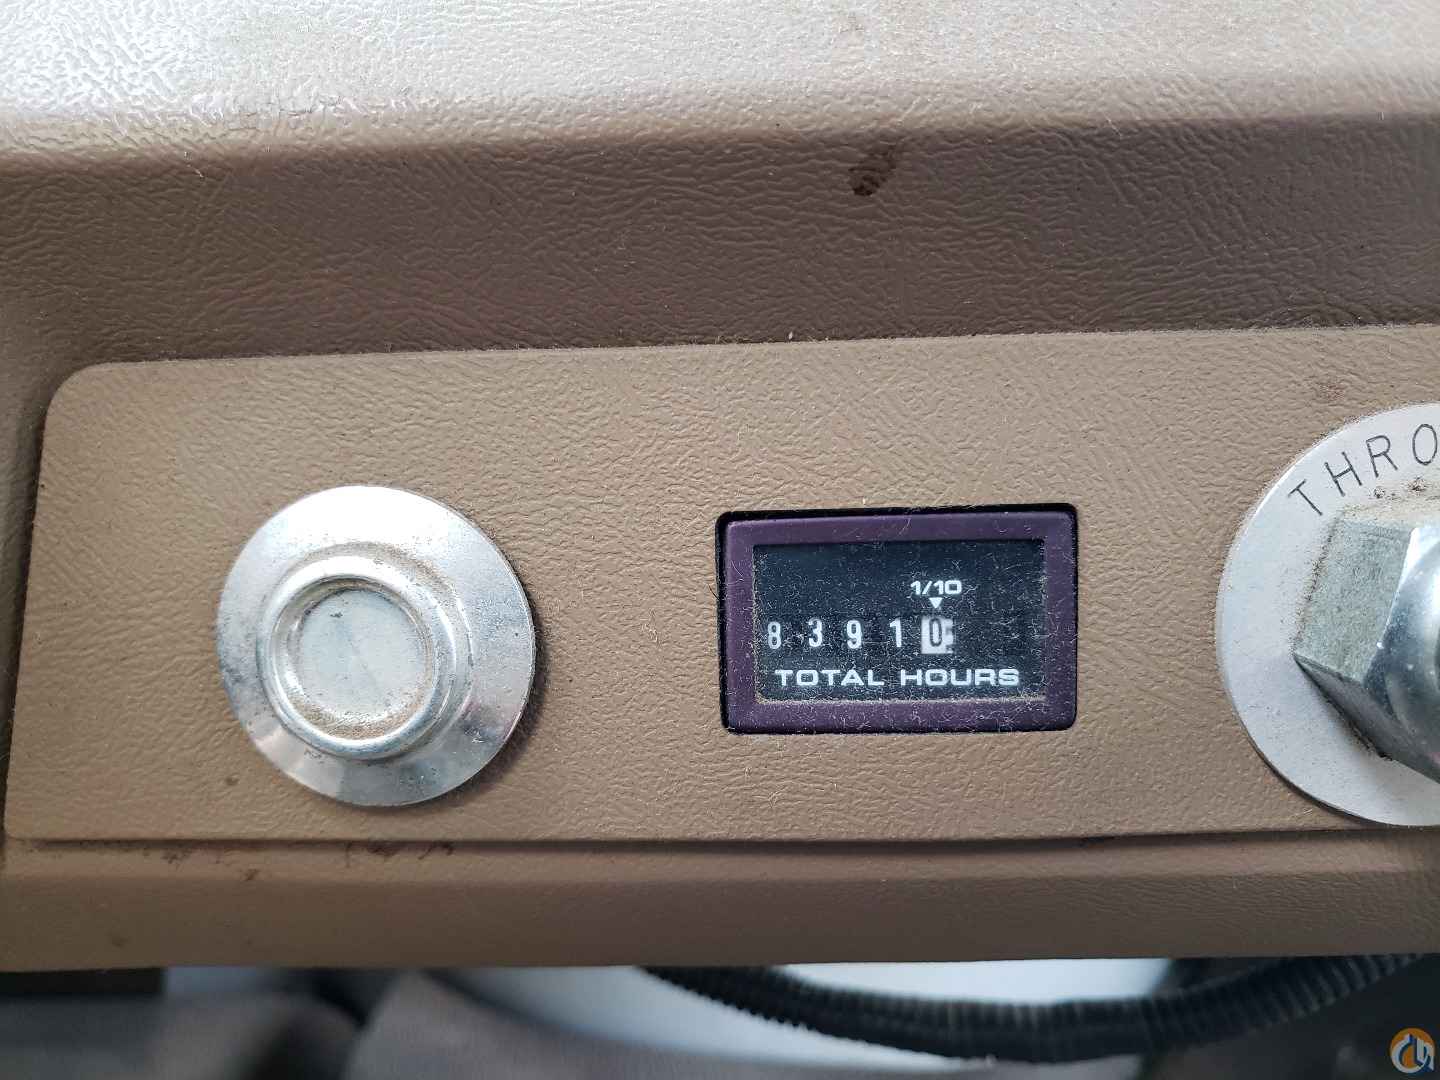 THRO
1/10
8 3 9 1 0
TOTAL HOURS